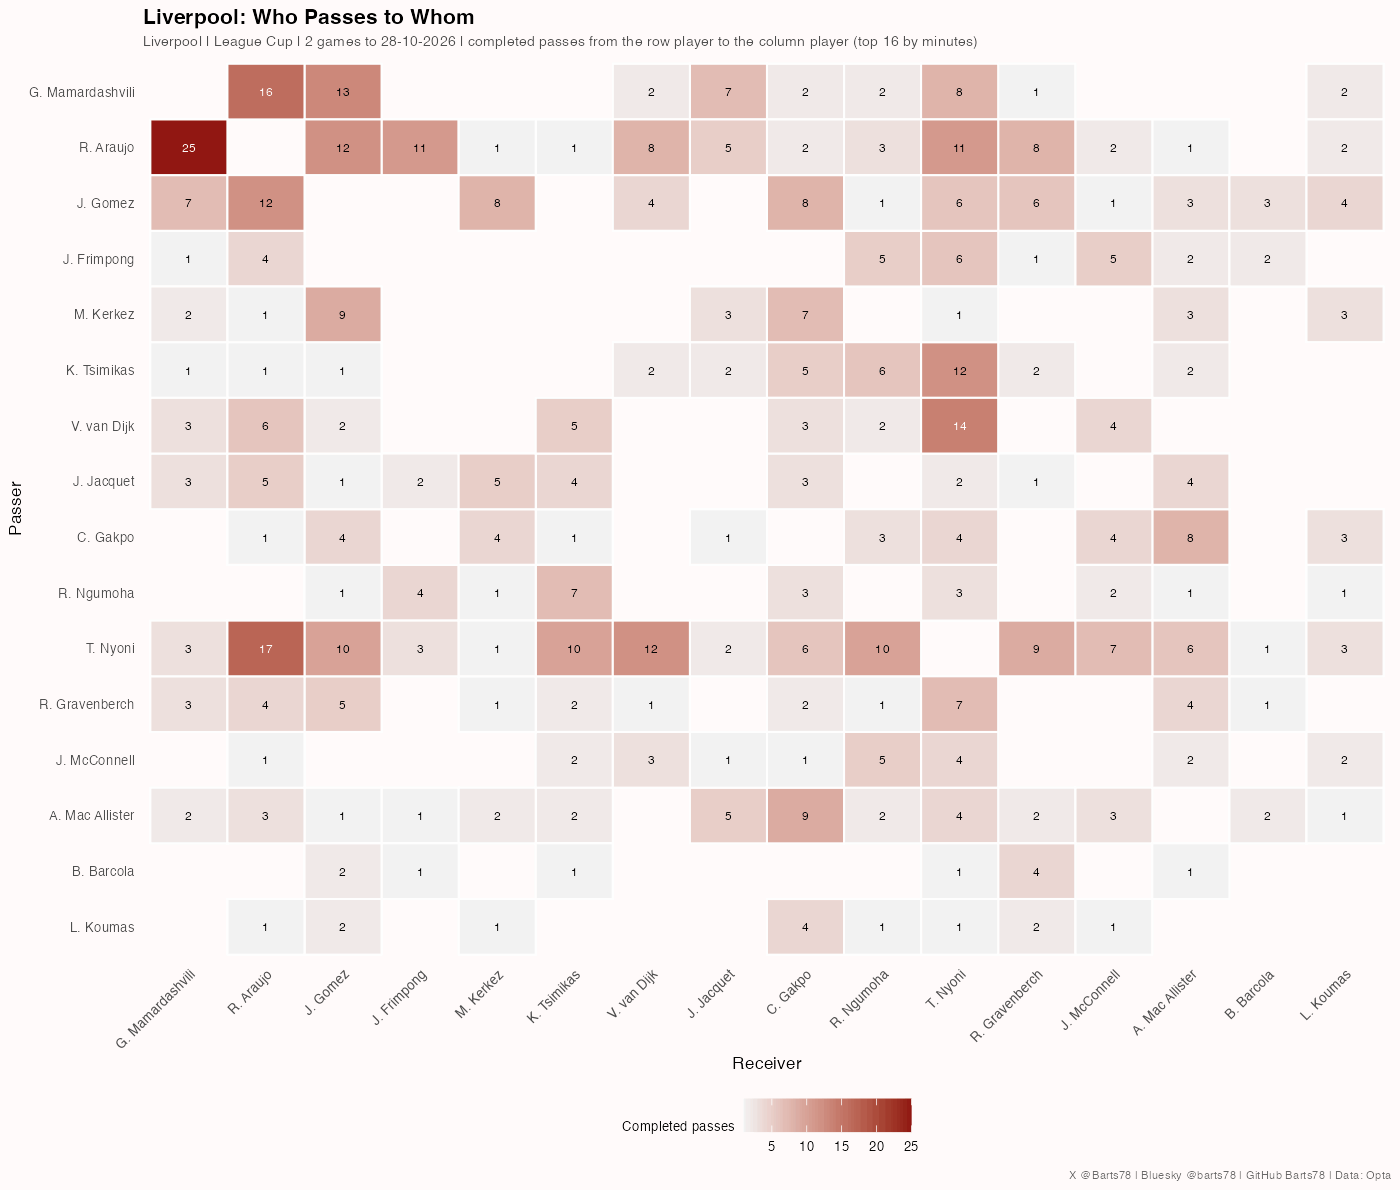 Liverpool: Who Passes to Whom
Liverpool | League Cup | 2 games to 28-10-2026 | completed passes from the row player to the column player (top 16 by minutes)
G. Mamardashvili 16 13 2 7 2 2 8 1 2
R. Araujo 25 12 11 1 1 8 5 2 3 11 8 2 1 2
J. Gomez 7 12 8 4 8 1 6 6 1 3 3 4
J. Frimpong 1 4 5 6 1 5 2 2
M. Kerkez 2 1 9 3 7 1 3 3
K. Tsimikas 1 1 1 2 2 5 6 12 2 2
V. van Dijk 3 6 2 5 3 2 14 4
J. Jacquet 3 5 1 2 5 4 3 2 1 4
C. Gakpo 1 4 4 1 1 3 4 4 8 3
R. Ngumoha 1 4 1 7 3 3 2 1 1
T. Nyoni 3 17 10 3 1 10 12 2 6 10 9 7 6 1 3
R. Gravenberch 3 4 5 1 2 1 2 1 7 4 1
J. McConnell 1 2 3 1 1 5 4 2 2
A. Mac Allister 2 3 1 1 2 2 5 9 2 4 2 3 2 1
B. Barcola 2 1 1 1 4 1
L. Koumas 1 2 1 4 1 1 2 1
Passer
G. Mamardashvili R. Araujo J. Gomez J. Frimpong M. Kerkez K. Tsimikas V. van Dijk J. Jacquet C. Gakpo R. Ngumoha T. Nyoni R. Gravenberch J. McConnell A. Mac Allister B. Barcola L. Koumas
Receiver
Completed passes
5 10 15 20 25
X @Barts78 | Bluesky @barts78 | GitHub Barts78 | Data: Opta